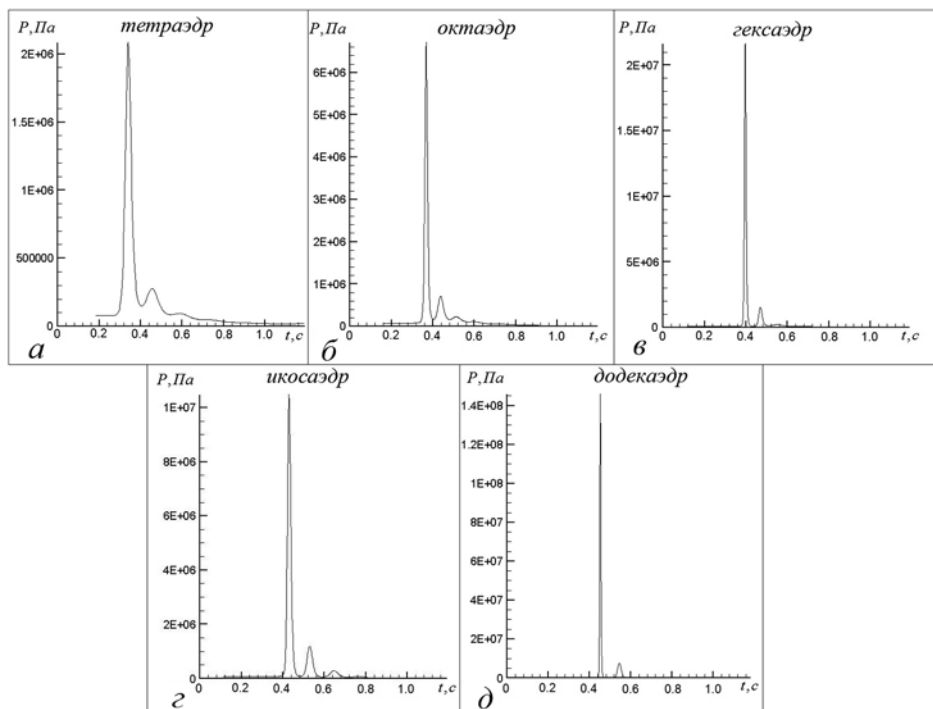 P,Па тетраэдр
2E+06
1.5E+06
1E+06
500000
0
0.2 0.4 0.6 0.8 1.0 t,с
а
P,Па октаэдр
6E+06
5E+06
4E+06
3E+06
2E+06
1E+06
0
0 0.2 0.4 0.6 0.8 1.0 t,с
б
P,Па гексаэдр
2E+07
1.5E+07
1E+07
5E+06
0
0 0.2 0.4 0.6 0.8 1.0 t,с
в
P,Па икосаэдр
1E+07
8E+06
6E+06
4E+06
2E+06
0
0 0.2 0.4 0.6 0.8 1.0 t,с
г
P,Па додекаэдр
1.4E+08
1.2E+08
1E+08
8E+07
6E+07
4E+07
2E+07
0
0 0.2 0.4 0.6 0.8 1.0 t,с
д